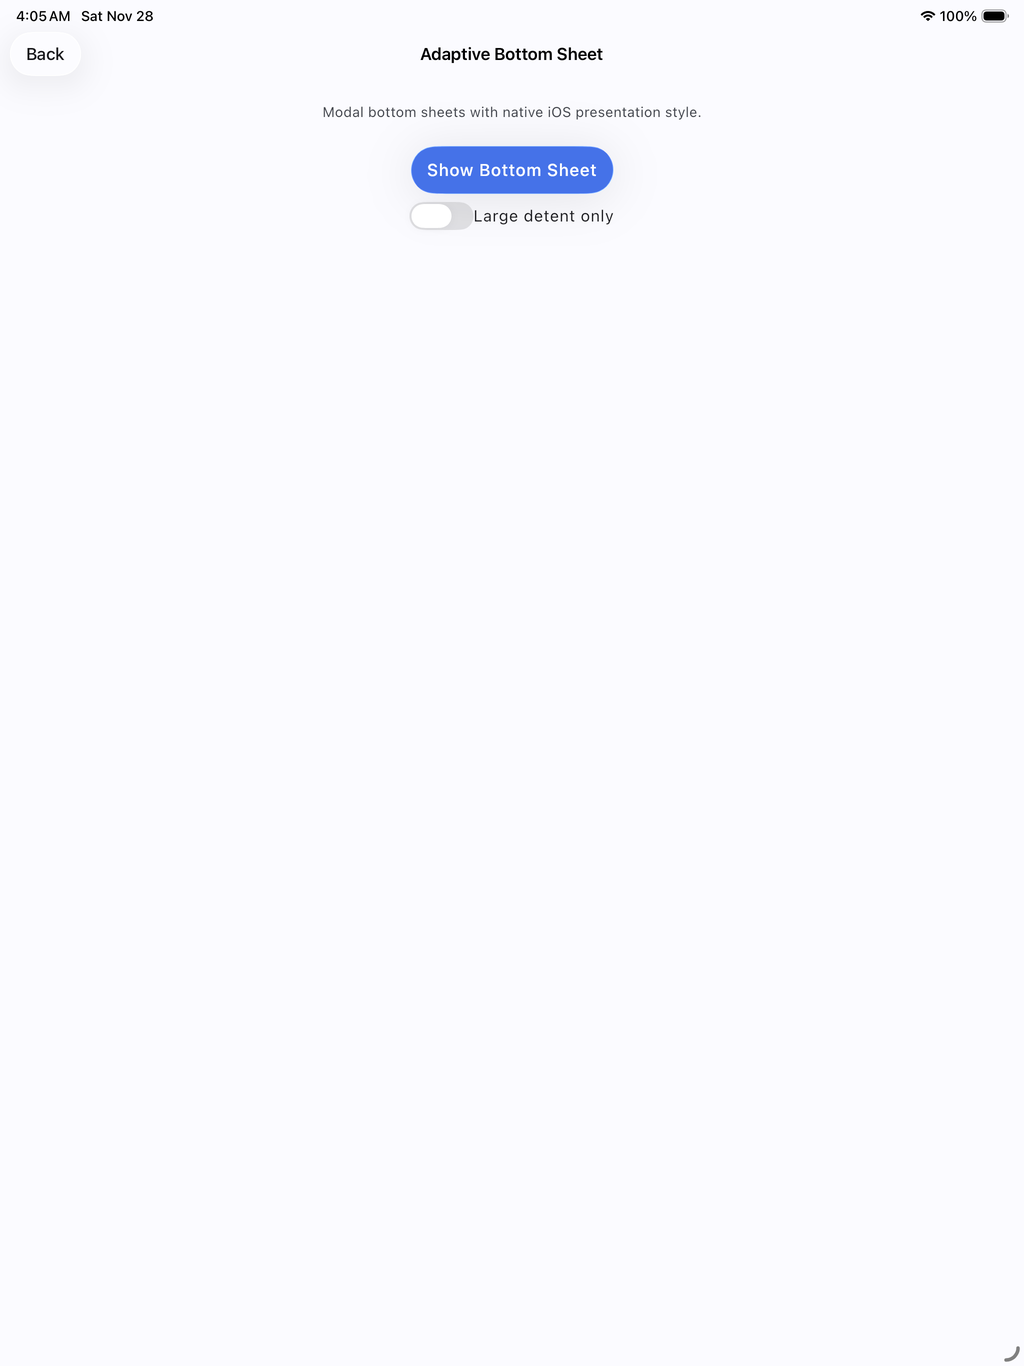 4:05 AM Sat Nov 28 100%
Back Adaptive Bottom Sheet
Modal bottom sheets with native iOS presentation style.
Show Bottom Sheet
Large detent only